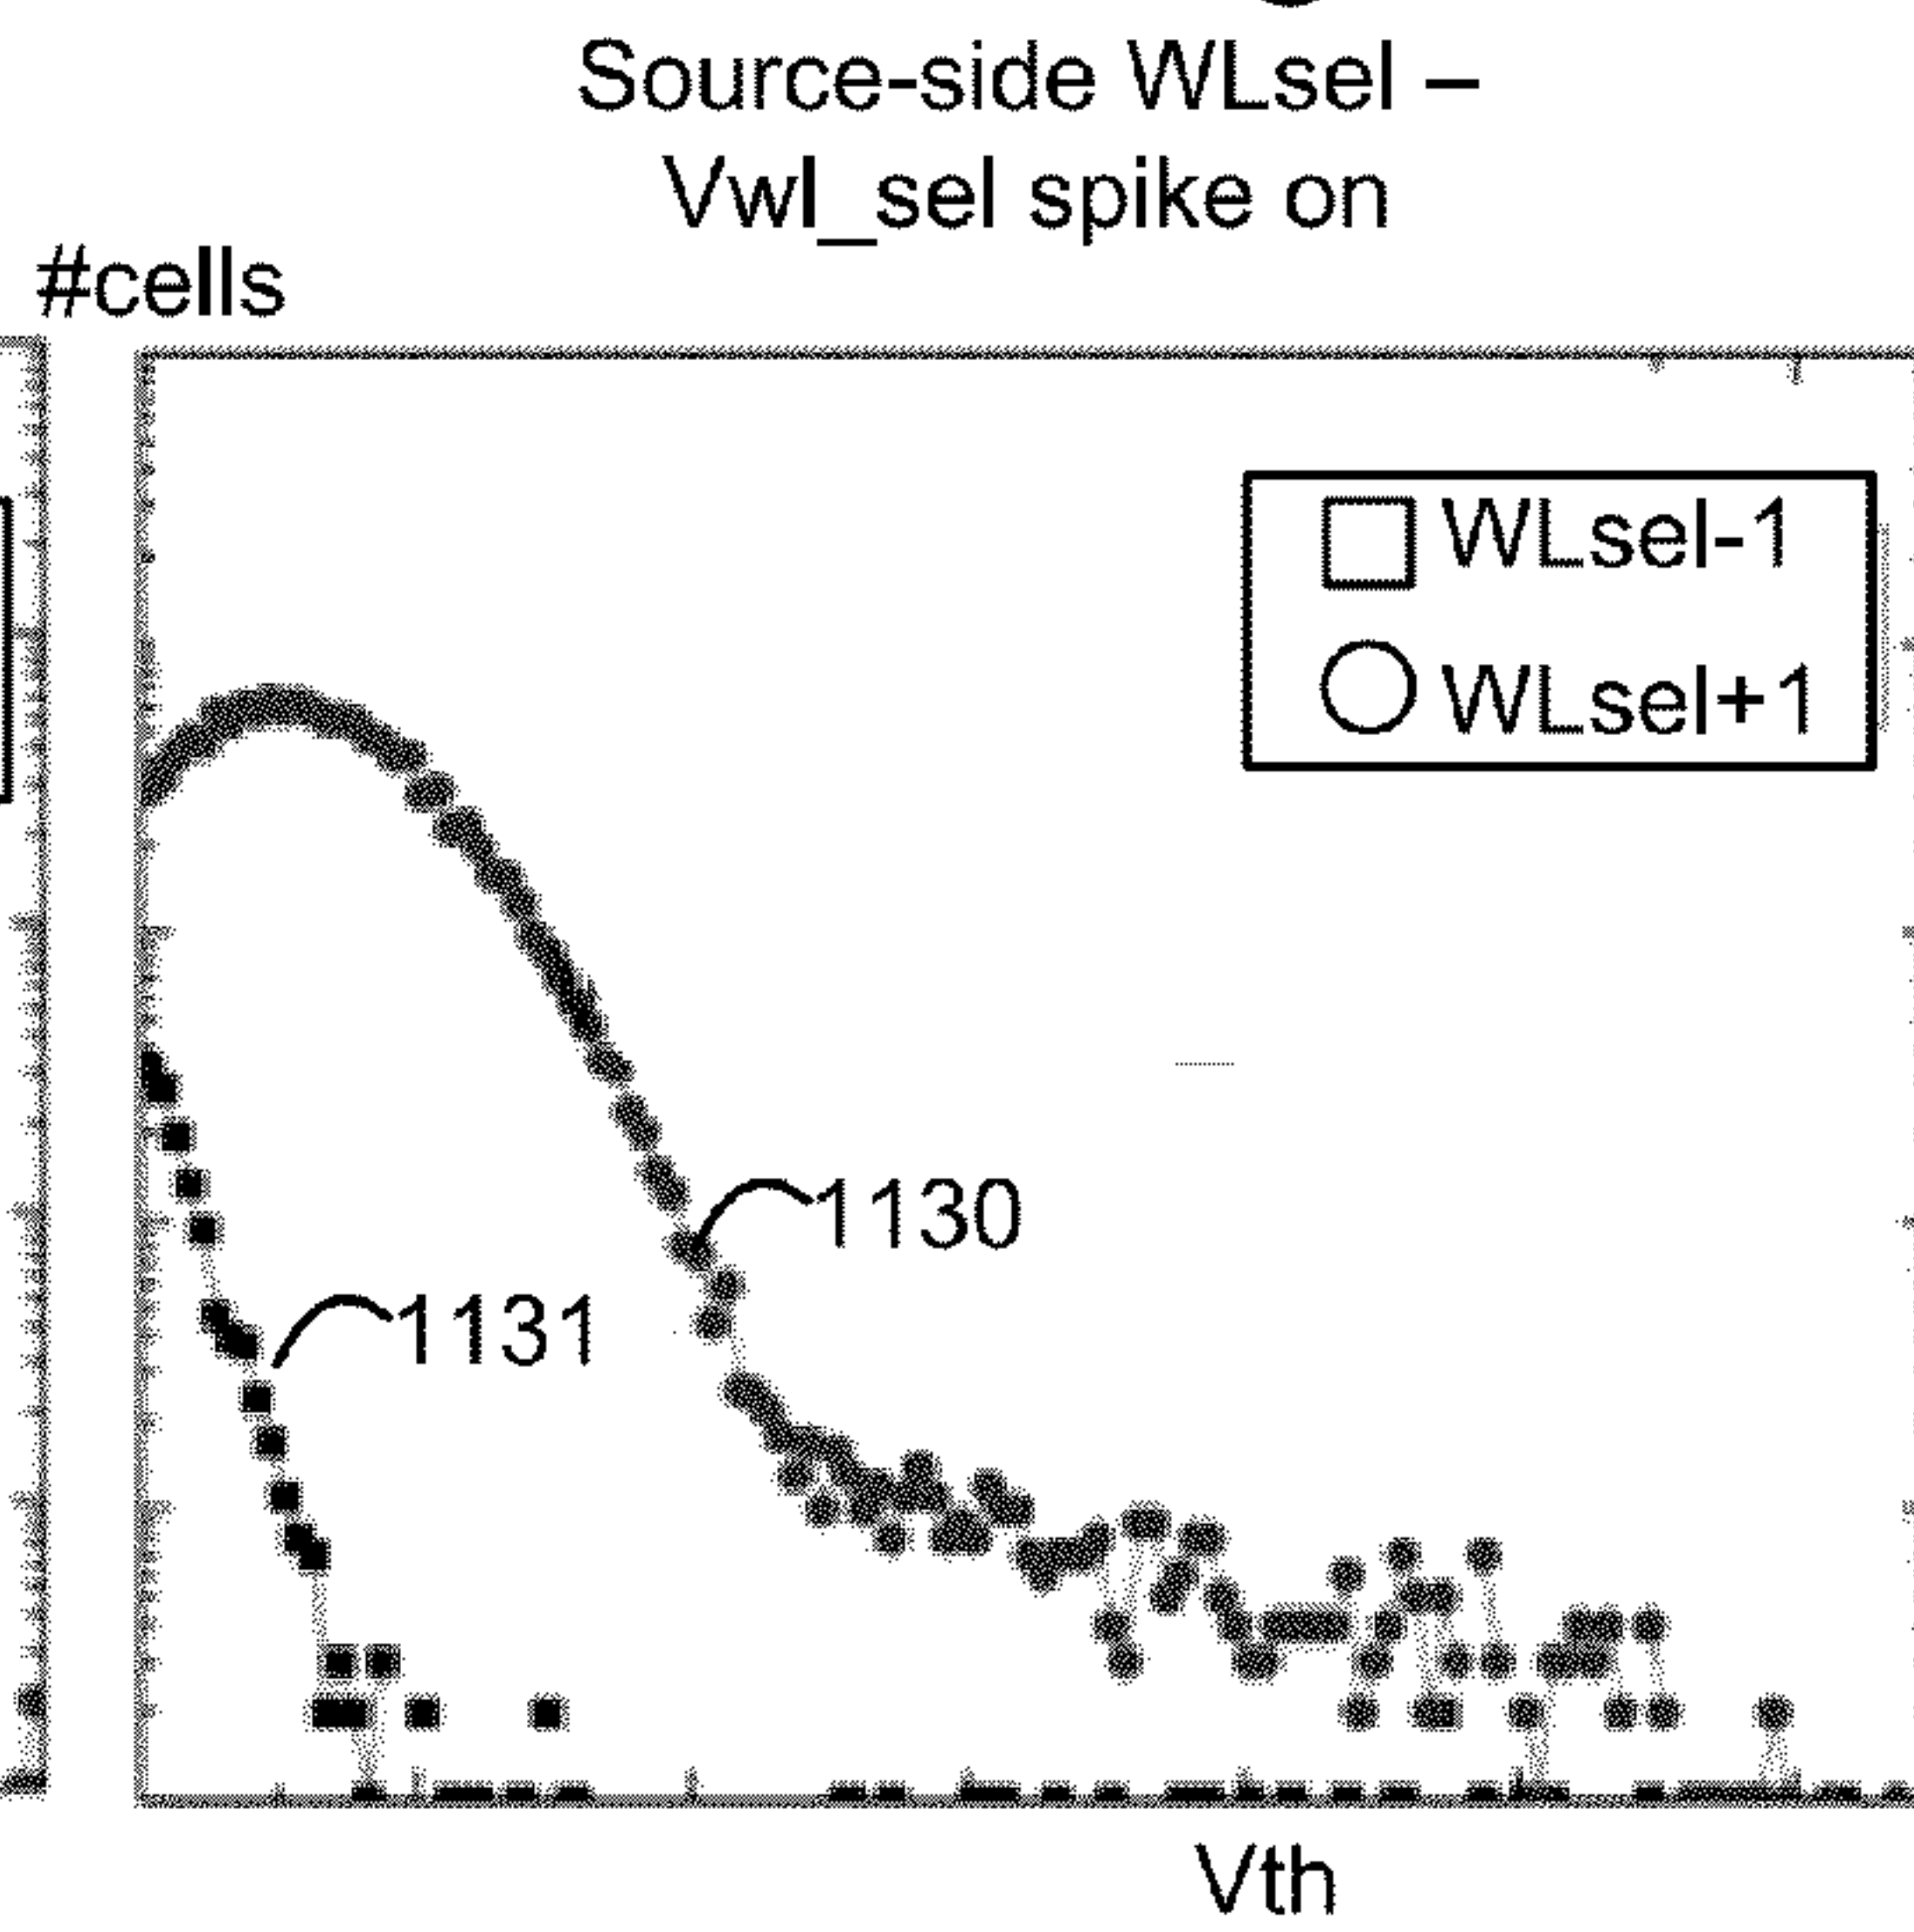 Source-side WLsel –
Vwl_sel spike on
#cells
WLsel-1
WLsel+1
1130
1131
Vth